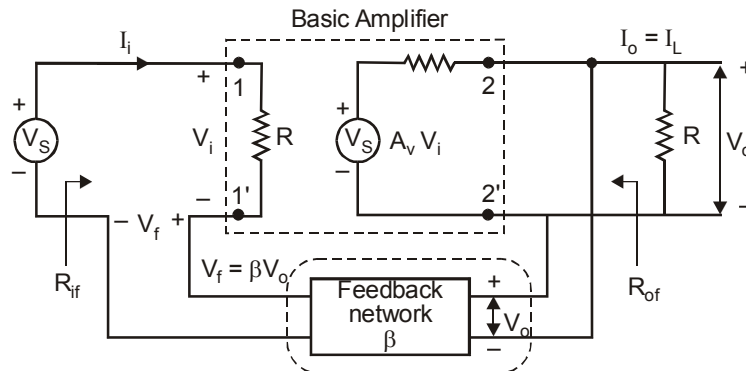 Basic Amplifier
I_i
I_o = I_L
+
+
1
2
+
+
V_S
–
V_i
R
+
V_S
–
A_v V_i
R
V_o
–
1'
2'
–
– V_f +
R_if
V_f = βV_o
R_of
Feedback
network
β
+
V_o
–